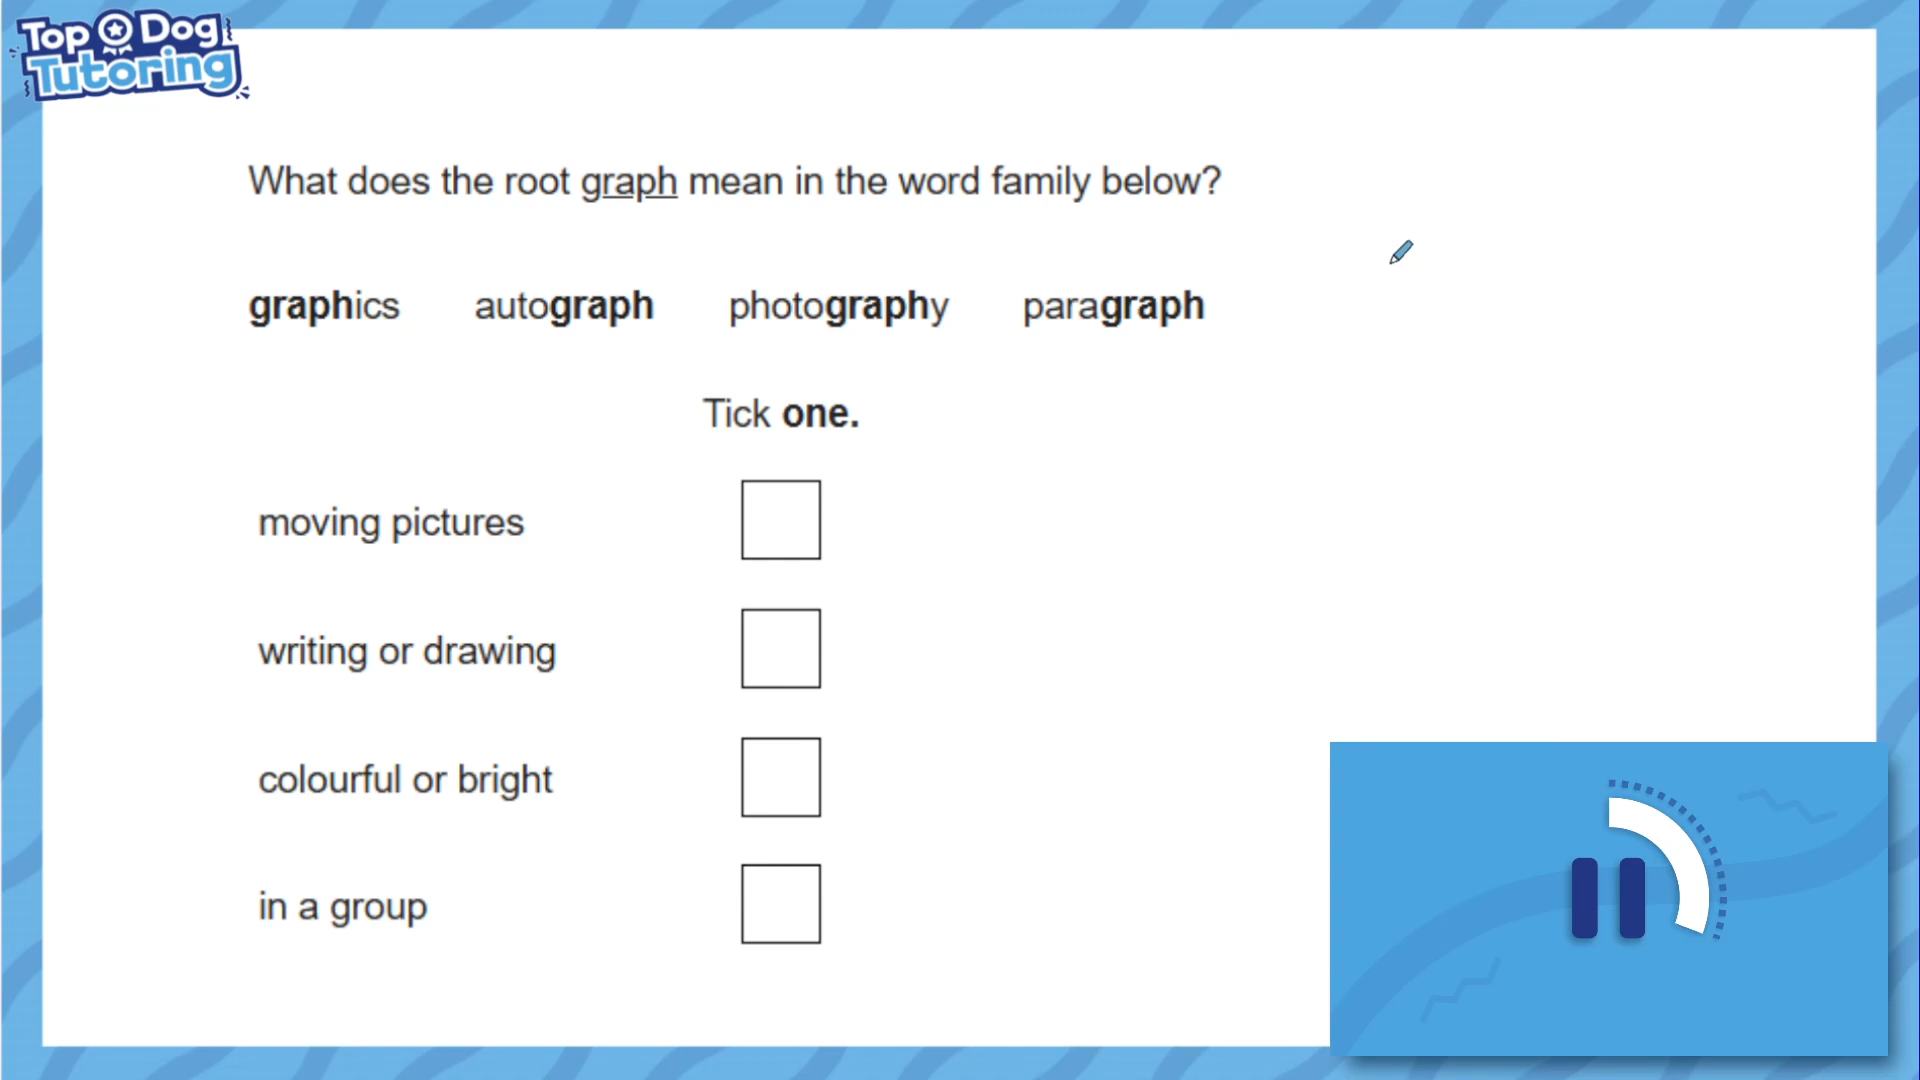 Top Dog
Tutoring
What does the root graph mean in the word family below?
graphics autograph photography paragraph
Tick one.
moving pictures
writing or drawing
colourful or bright
in a group